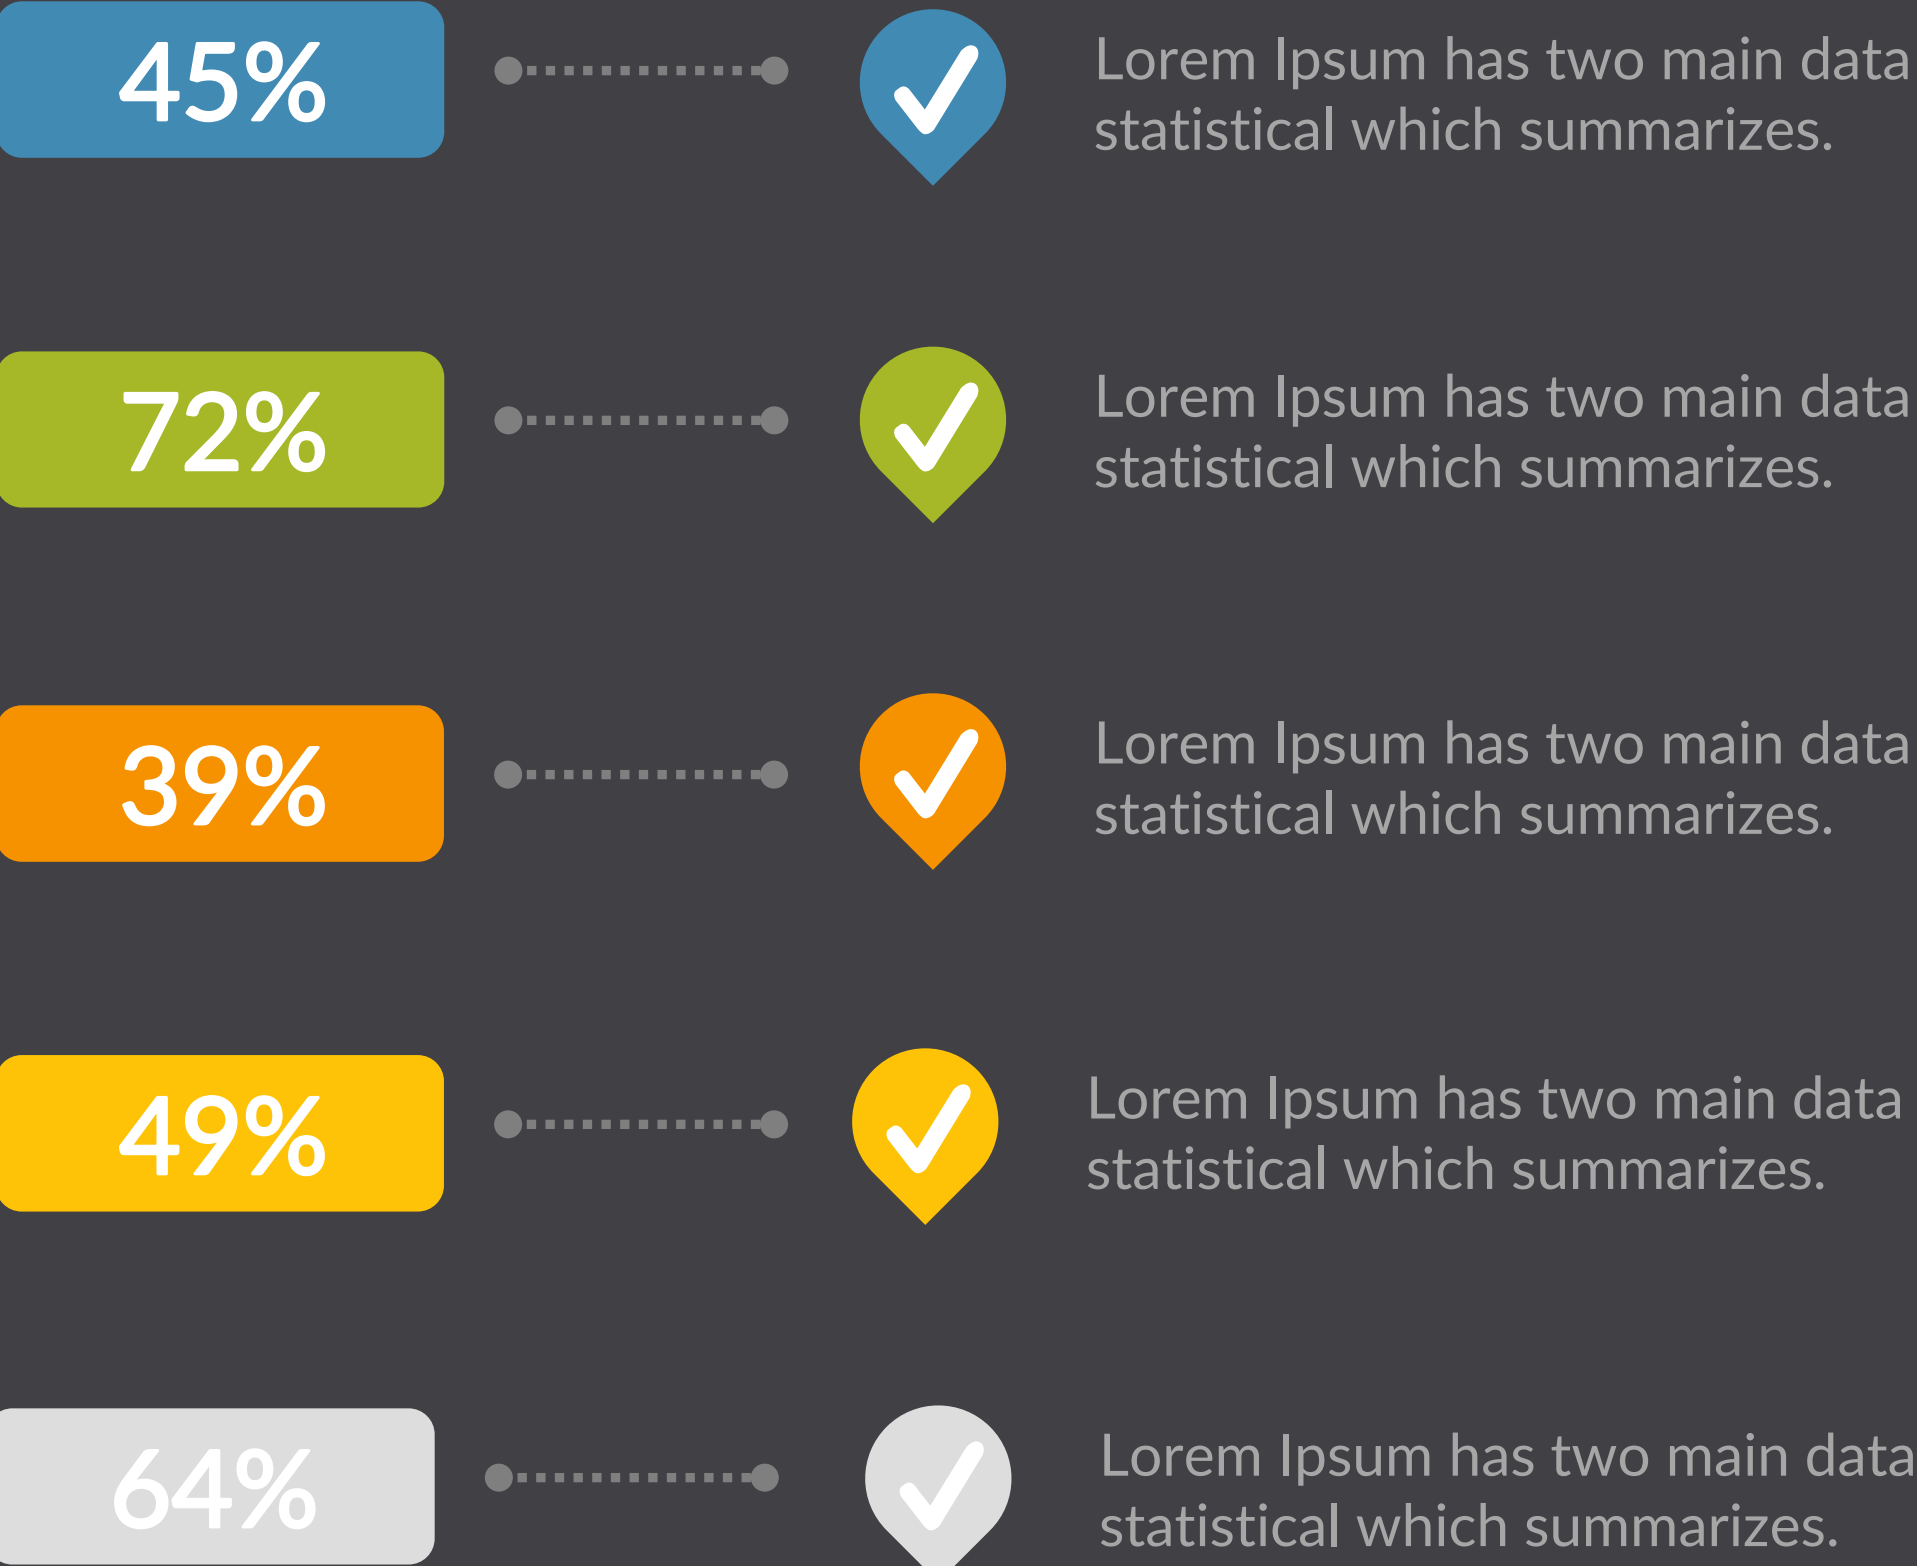 45%
Lorem Ipsum has two main data
statistical which summarizes.
72%
Lorem Ipsum has two main data
statistical which summarizes.
39%
Lorem Ipsum has two main data
statistical which summarizes.
49%
Lorem Ipsum has two main data
statistical which summarizes.
64%
Lorem Ipsum has two main data
statistical which summarizes.